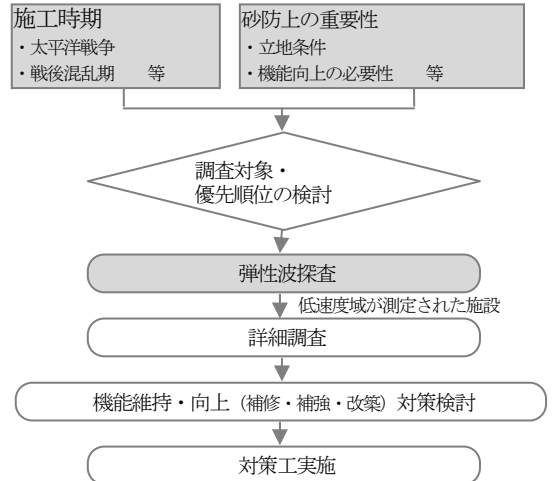 施工時期
・太平洋戦争
・戦後混乱期　等
砂防上の重要性
・立地条件
・機能向上の必要性　等
調査対象・
優先順位の検討
弾性波探査
低速度域が測定された施設
詳細調査
機能維持・向上（補修・補強・改築）対策検討
対策工実施